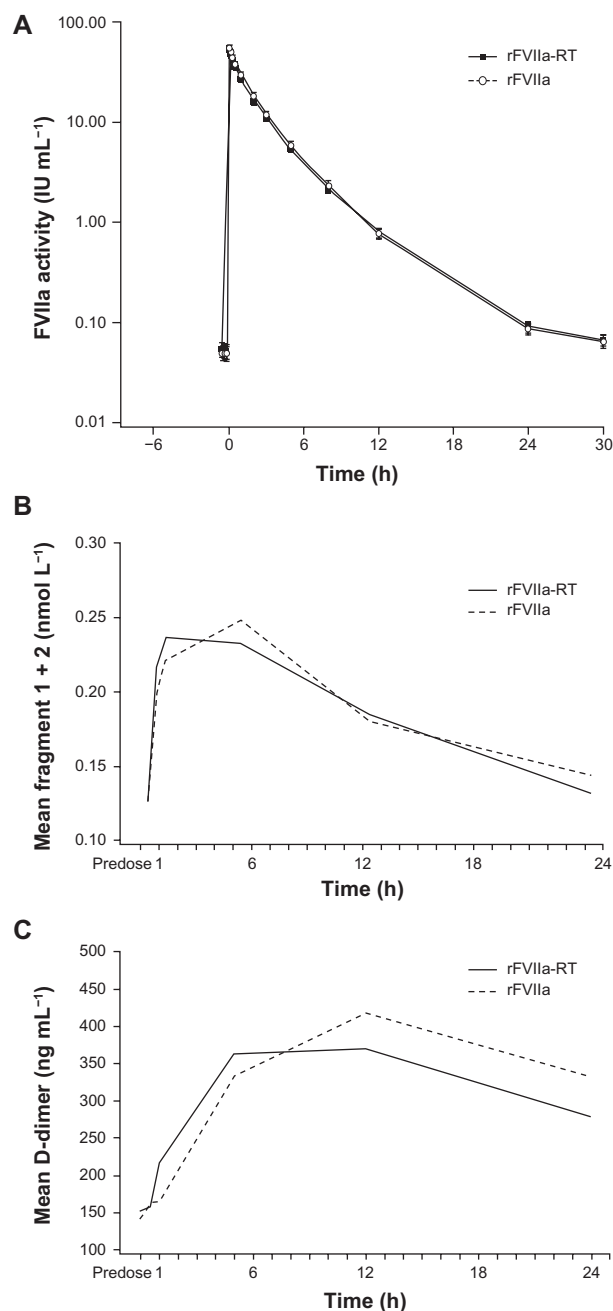 A
FVIIa activity (IU mL⁻¹)
100.00
10.00
1.00
0.10
0.01
rFVIIa-RT
rFVIIa
−6 0 6 12 18 24 30
Time (h)
B
Mean fragment 1 + 2 (nmol L⁻¹)
0.30
0.25
0.20
0.15
0.10
rFVIIa-RT
rFVIIa
Predose 1 6 12 18 24
Time (h)
C
Mean D-dimer (ng mL⁻¹)
500
450
400
350
300
250
200
150
100
rFVIIa-RT
rFVIIa
Predose 1 6 12 18 24
Time (h)